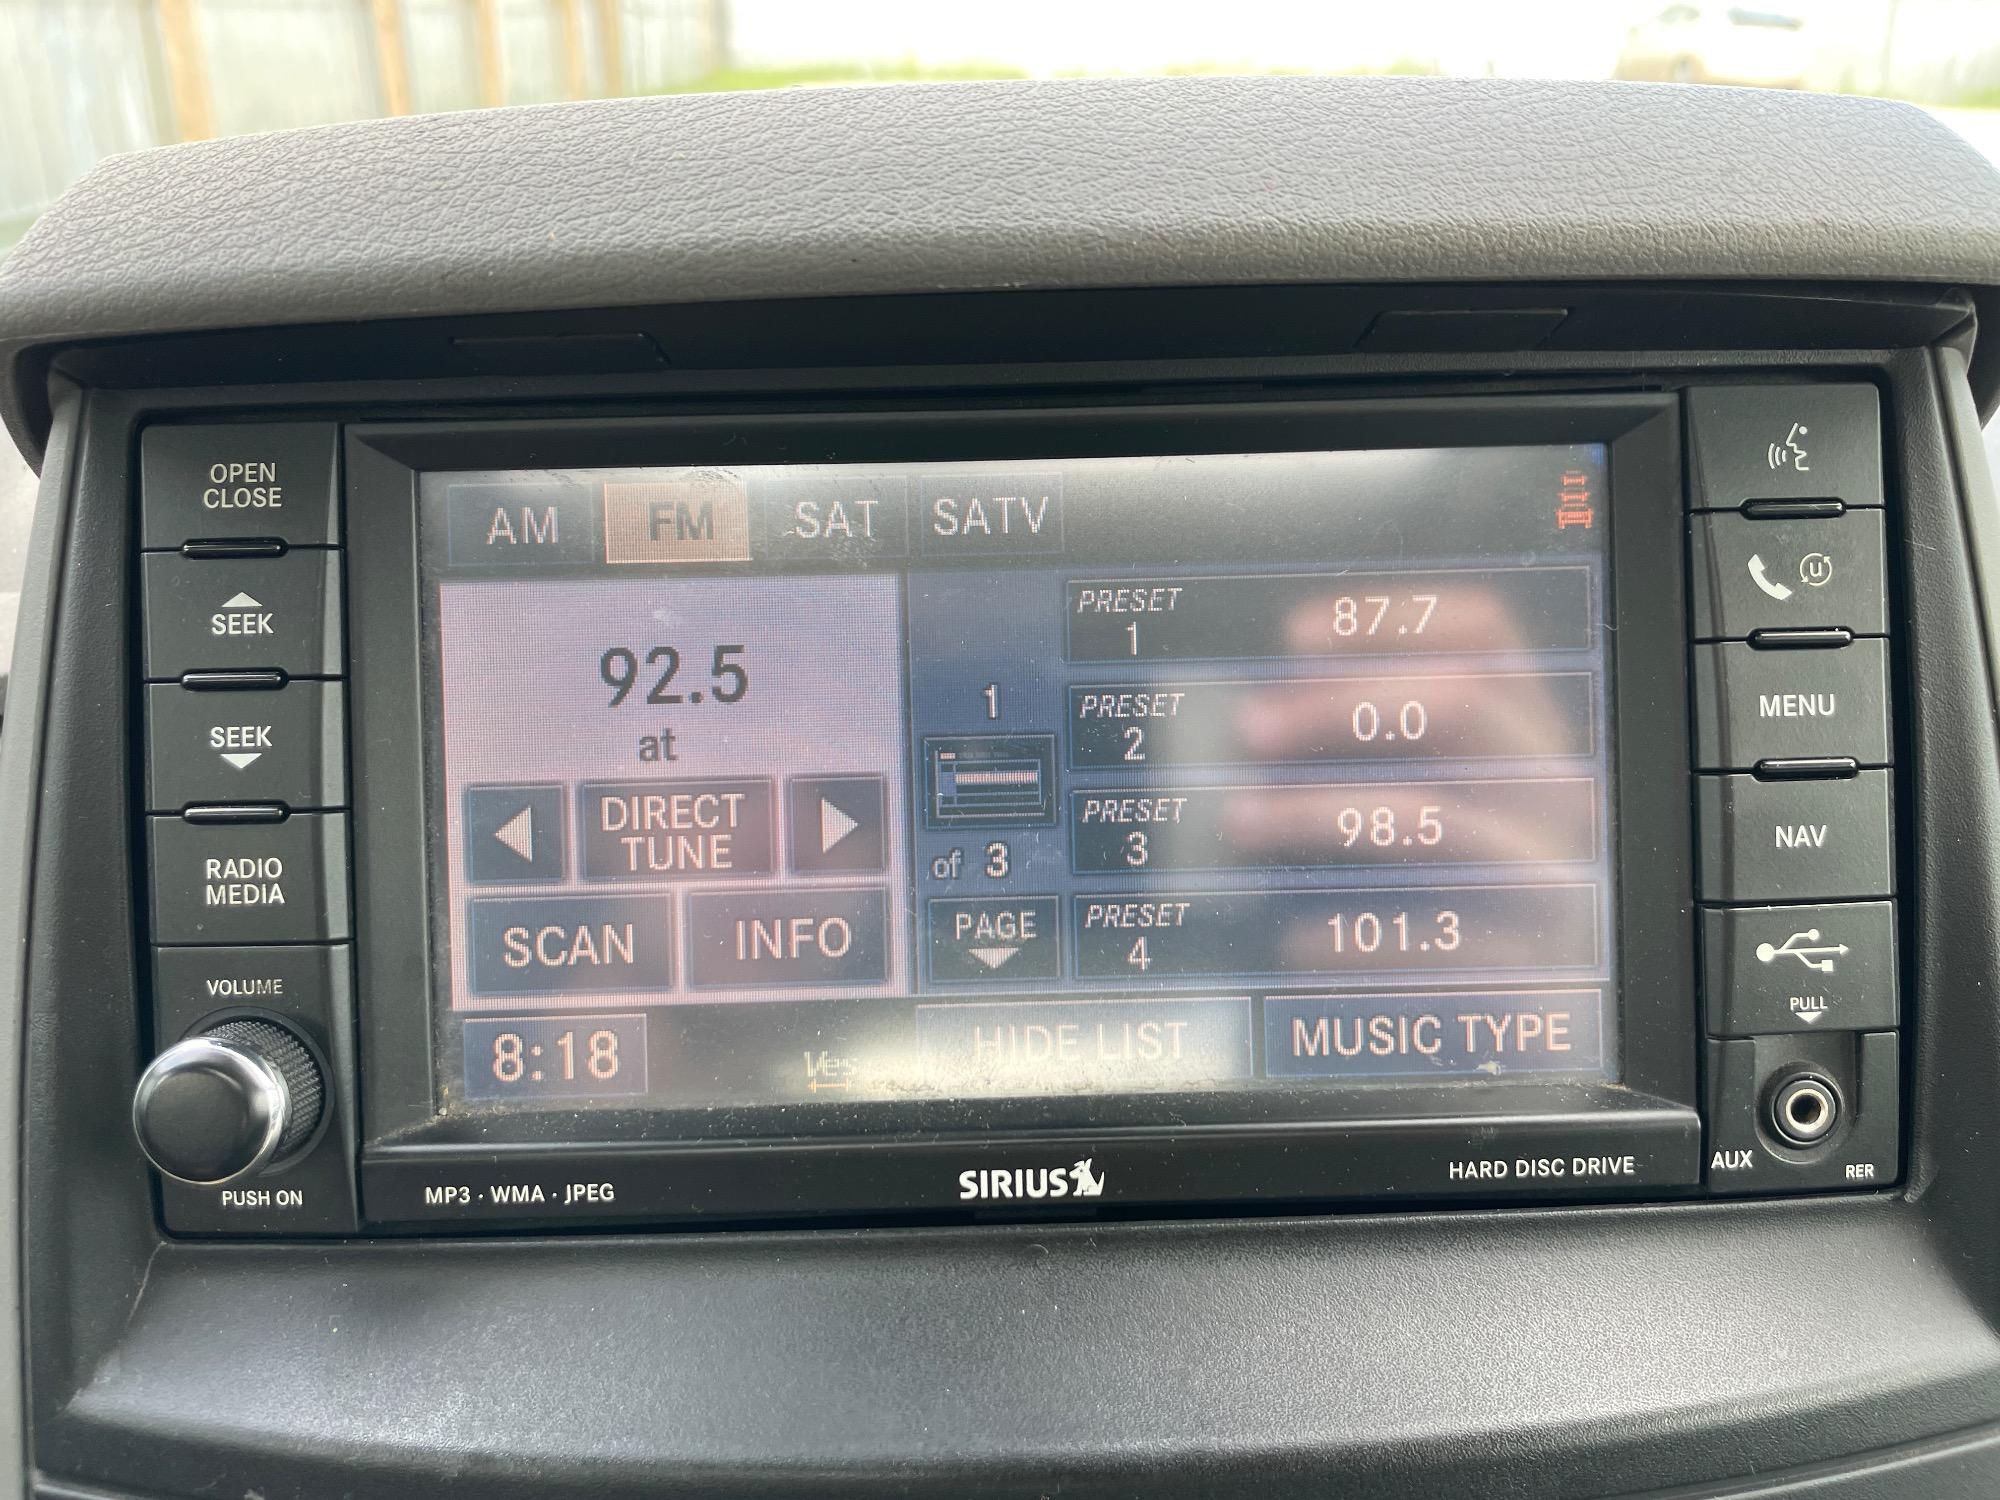 OPEN
CLOSE
SEEK
SEEK
RADIO
MEDIA
VOLUME
PUSH ON
AM FM SAT SATV
92.5
at
DIRECT
TUNE
SCAN INFO
1
of 3
PAGE
PRESET
1
87.7
PRESET
2
0.0
PRESET
3
98.5
PRESET
4
101.3
8:18
Yes
HIDE LIST
MUSIC TYPE
MP3 · WMA · JPEG
SIRIUS
HARD DISC DRIVE
u
MENU
NAV
PULL
AUX
RER